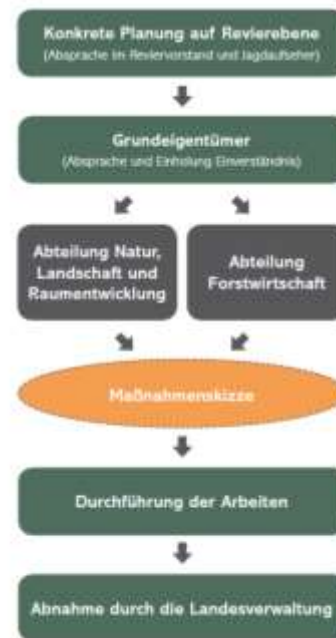 Konkrete Planung auf Revierebene
(Absprache im Reviervorstand und Jagdaufseher)
Grundeigentümer
(Absprache und Einholung Einverständnis)
Abteilung Natur,
Landschaft und
Raumentwicklung
Abteilung
Forstwirtschaft
Maßnahmenskizze
Durchführung der Arbeiten
Abnahme durch die Landesverwaltung